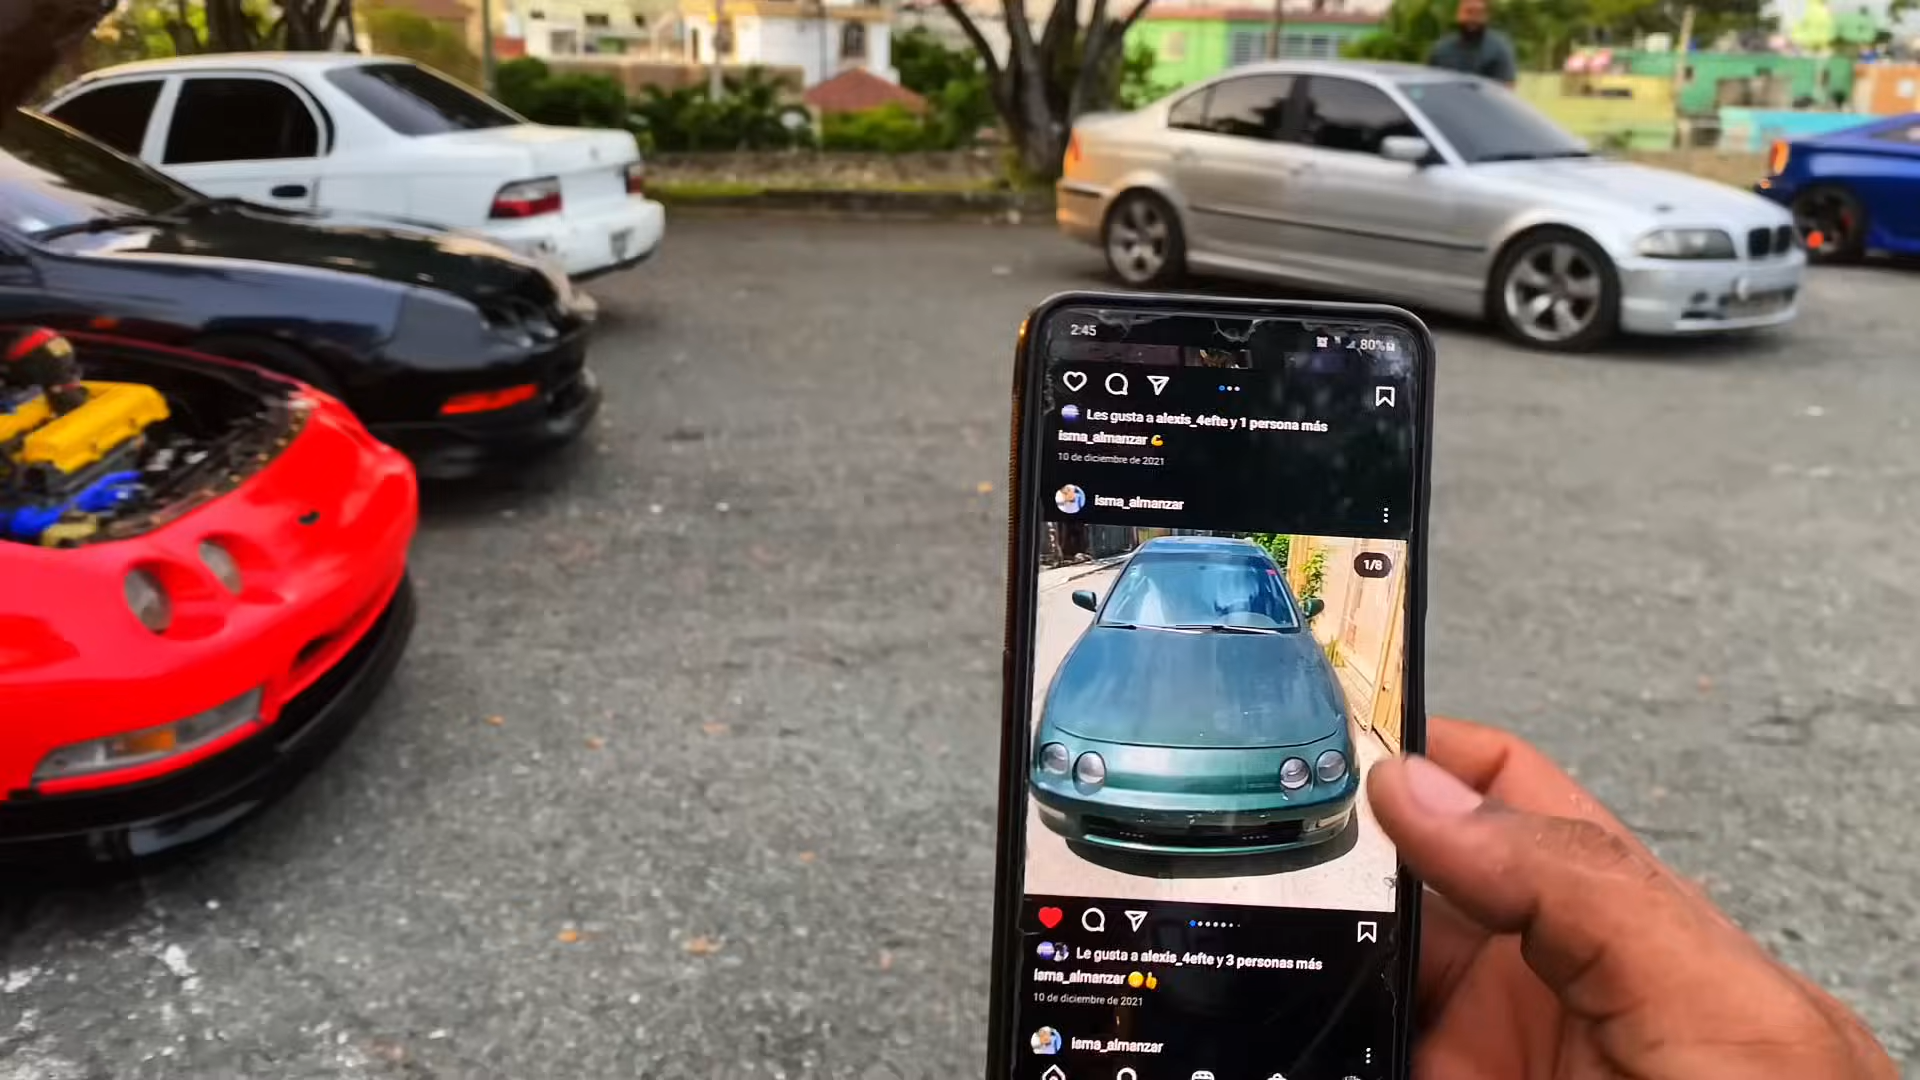 2:45
80%
Les gusta a alexis_4efte y 1 persona más
isma_almanzar
10 de diciembre de 2021
isma_almanzar
1/8
Le gusta a alexis_4efte y 3 personas más
isma_almanzar
10 de diciembre de 2021
isma_almanzar